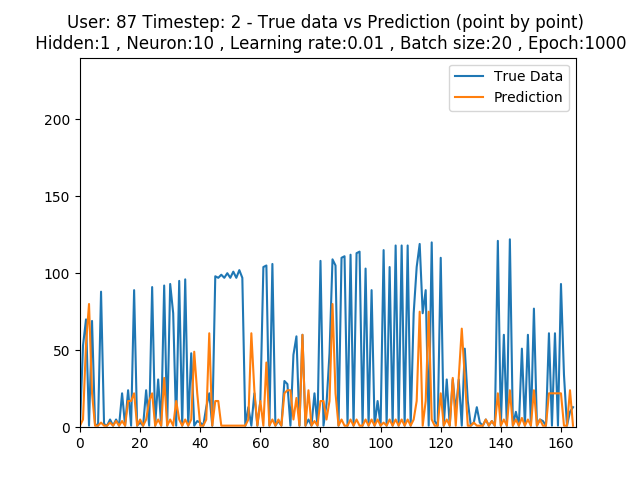 User: 87 Timestep: 2 - True data vs Prediction (point by point)
Hidden:1 , Neuron:10 , Learning rate:0.01 , Batch size:20 , Epoch:1000
True Data
Prediction
200
150
100
50
0
0 20 40 60 80 100 120 140 160